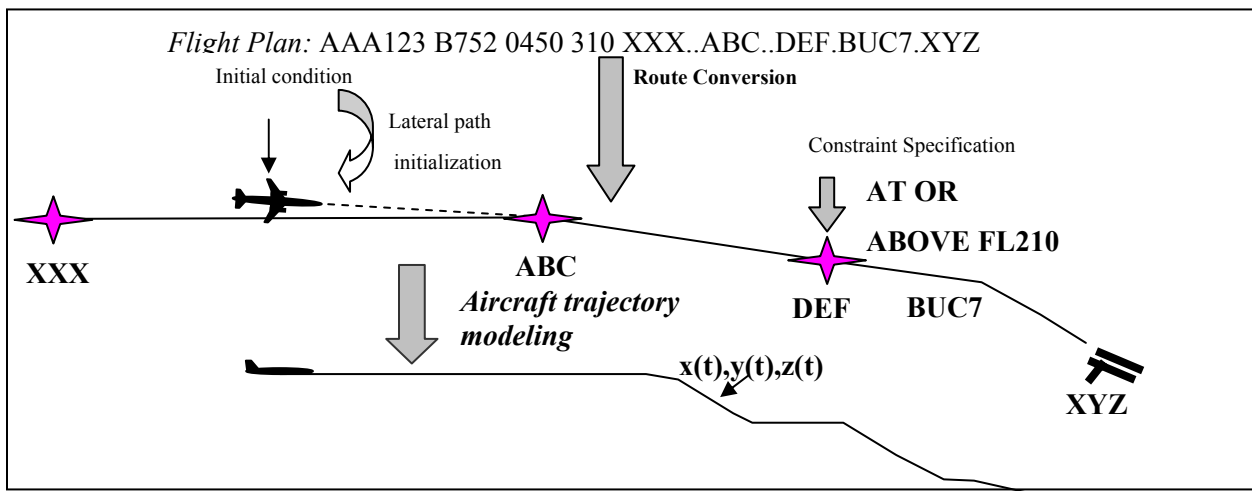 Flight Plan: AAA123 B752 0450 310 XXX..ABC..DEF.BUC7.XYZ
Initial condition
Route Conversion
Lateral path
initialization
Constraint Specification
AT OR
ABOVE FL210
XXX
ABC
DEF
BUC7
Aircraft trajectory
modeling
x(t),y(t),z(t)
XYZ